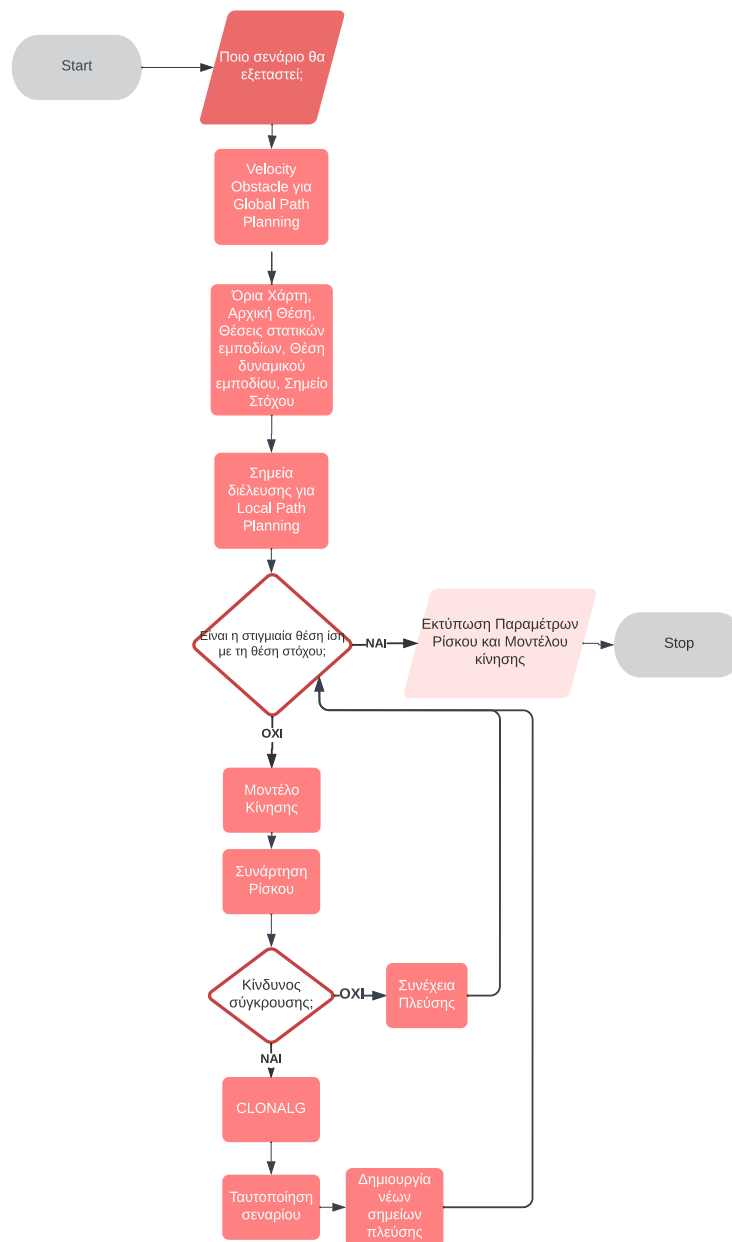 Start
Ποιο σενάριο θα
εξεταστεί;
Velocity
Obstacle για
Global Path
Planning
Όρια Χάρτη,
Αρχική Θέση,
Θέσεις στατικών
εμποδίων, Θέση
δυναμικού
εμποδίου, Σημείο
Στόχου
Σημεία
διέλευσης για
Local Path
Planning
Είναι η στιγμιαία θέση ίση
με τη θέση στόχου;
ΝΑΙ
Εκτύπωση Παραμέτρων
Ρίσκου και Μοντέλου
κίνησης
Stop
ΟΧΙ
Μοντέλο
Κίνησης
Συνάρτηση
Ρίσκου
Κίνδυνος
σύγκρουσης;
ΟΧΙ
Συνέχεια
Πλεύσης
ΝΑΙ
CLONALG
Ταυτοποίηση
σεναρίου
Δημιουργία
νέων
σημείων
πλεύσης